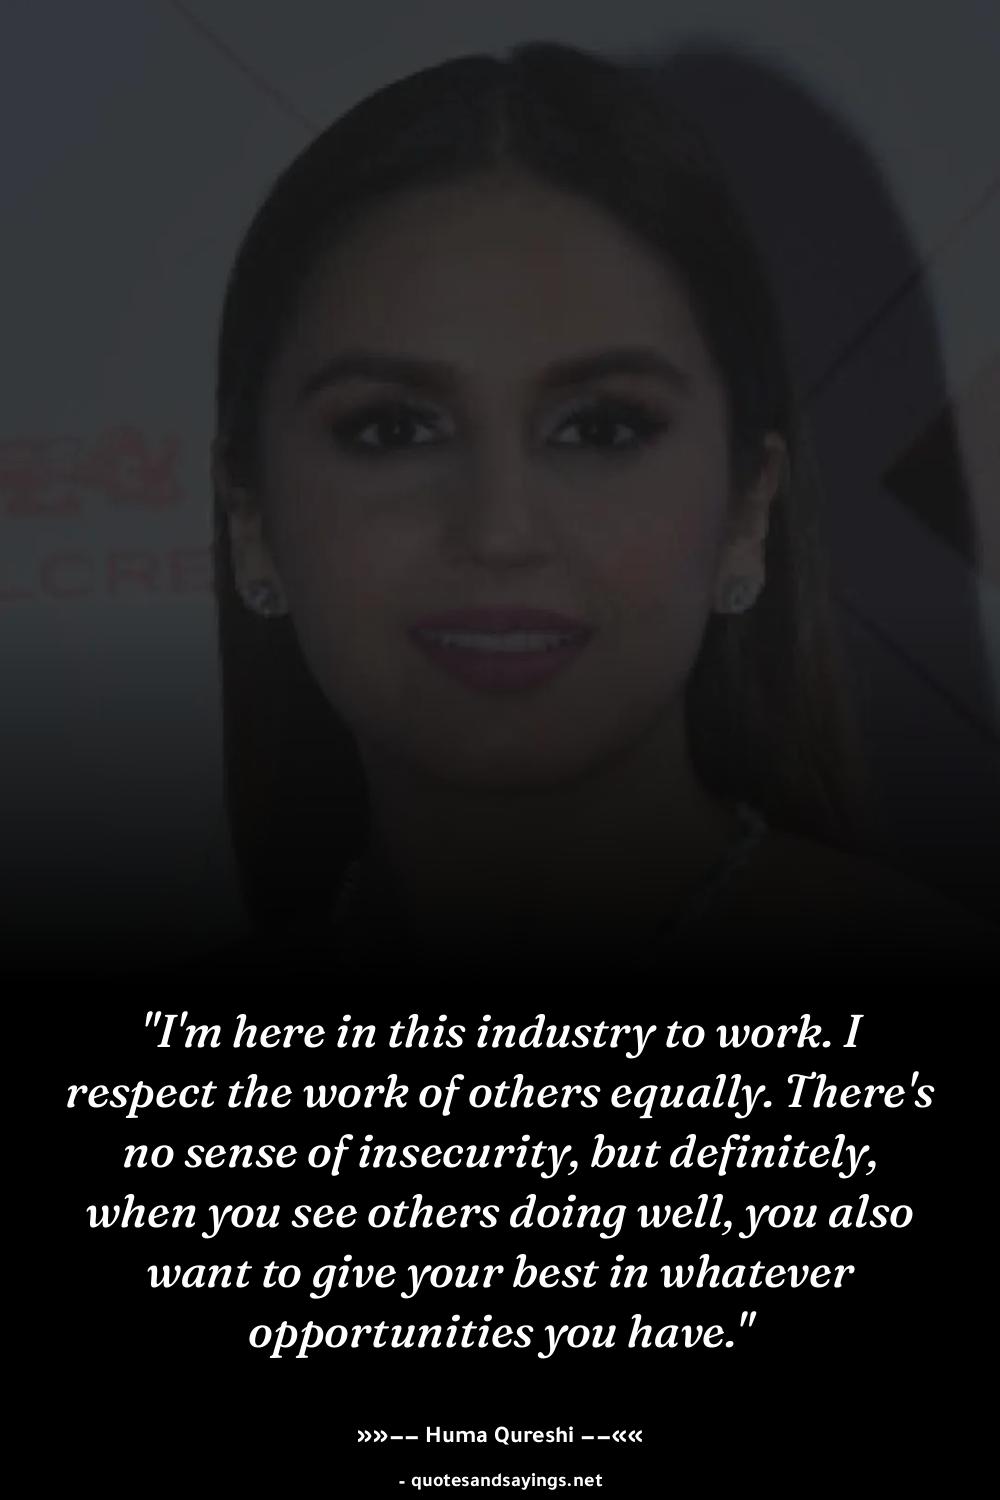 LCRE
"I'm here in this industry to work. I
respect the work of others equally. There's
no sense of insecurity, but definitely,
when you see others doing well, you also
want to give your best in whatever
opportunities you have."
»»–– Huma Qureshi ––««
- quotesandsayings.net